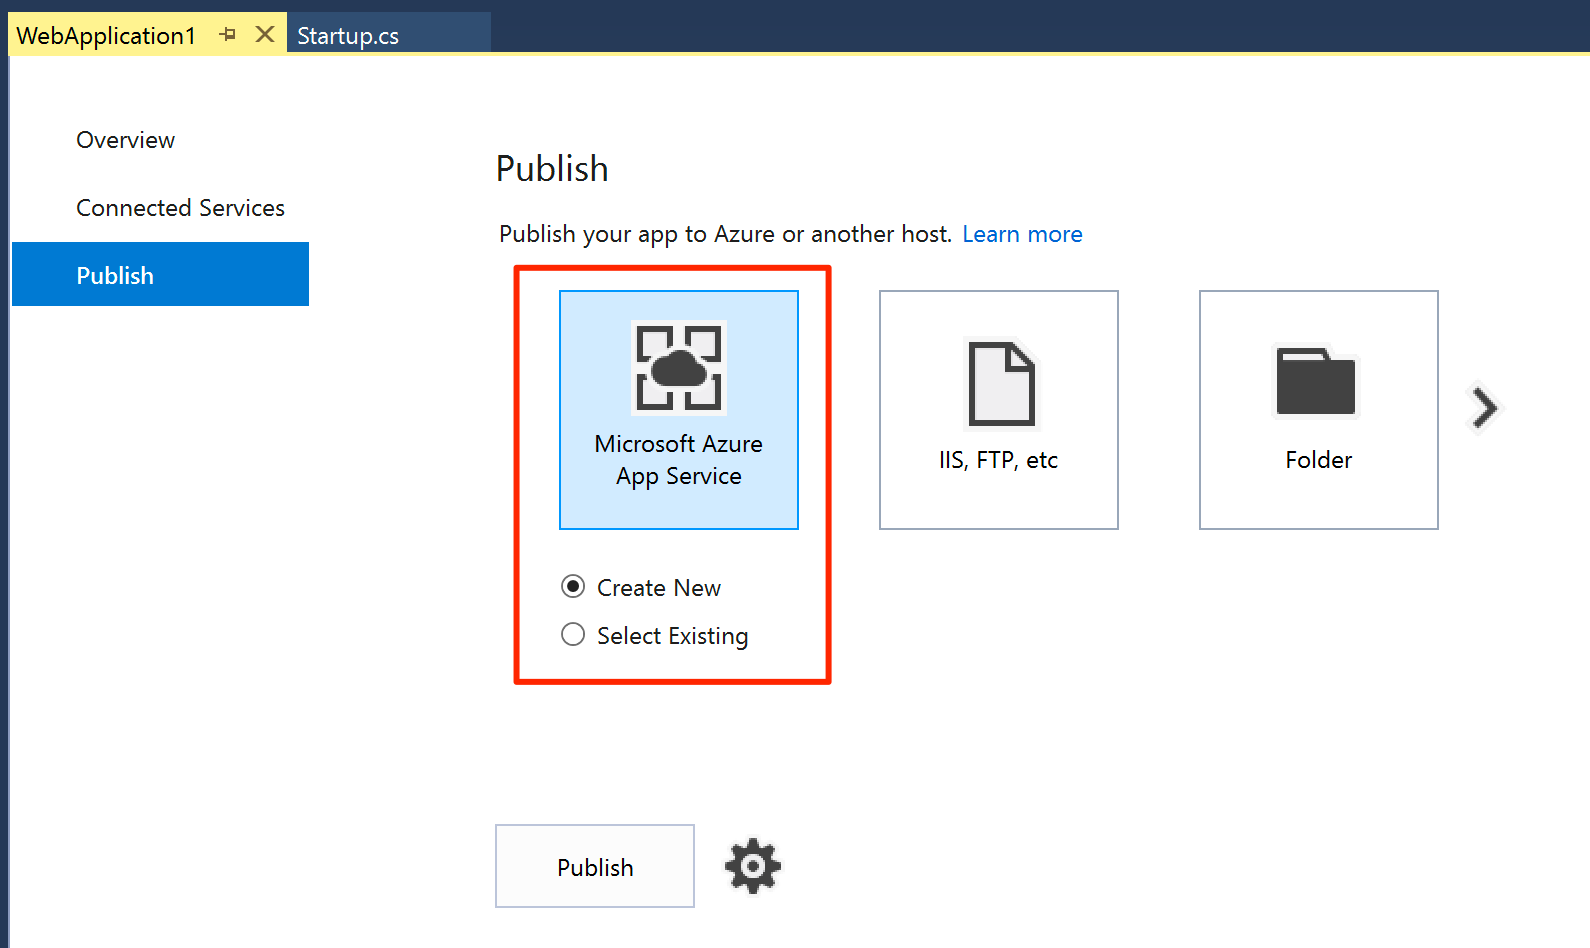 WebApplication1
Startup.cs
Overview
Connected Services
Publish
Publish
Publish your app to Azure or another host. Learn more
Microsoft Azure
App Service
IIS, FTP, etc
Folder
Create New
Select Existing
Publish